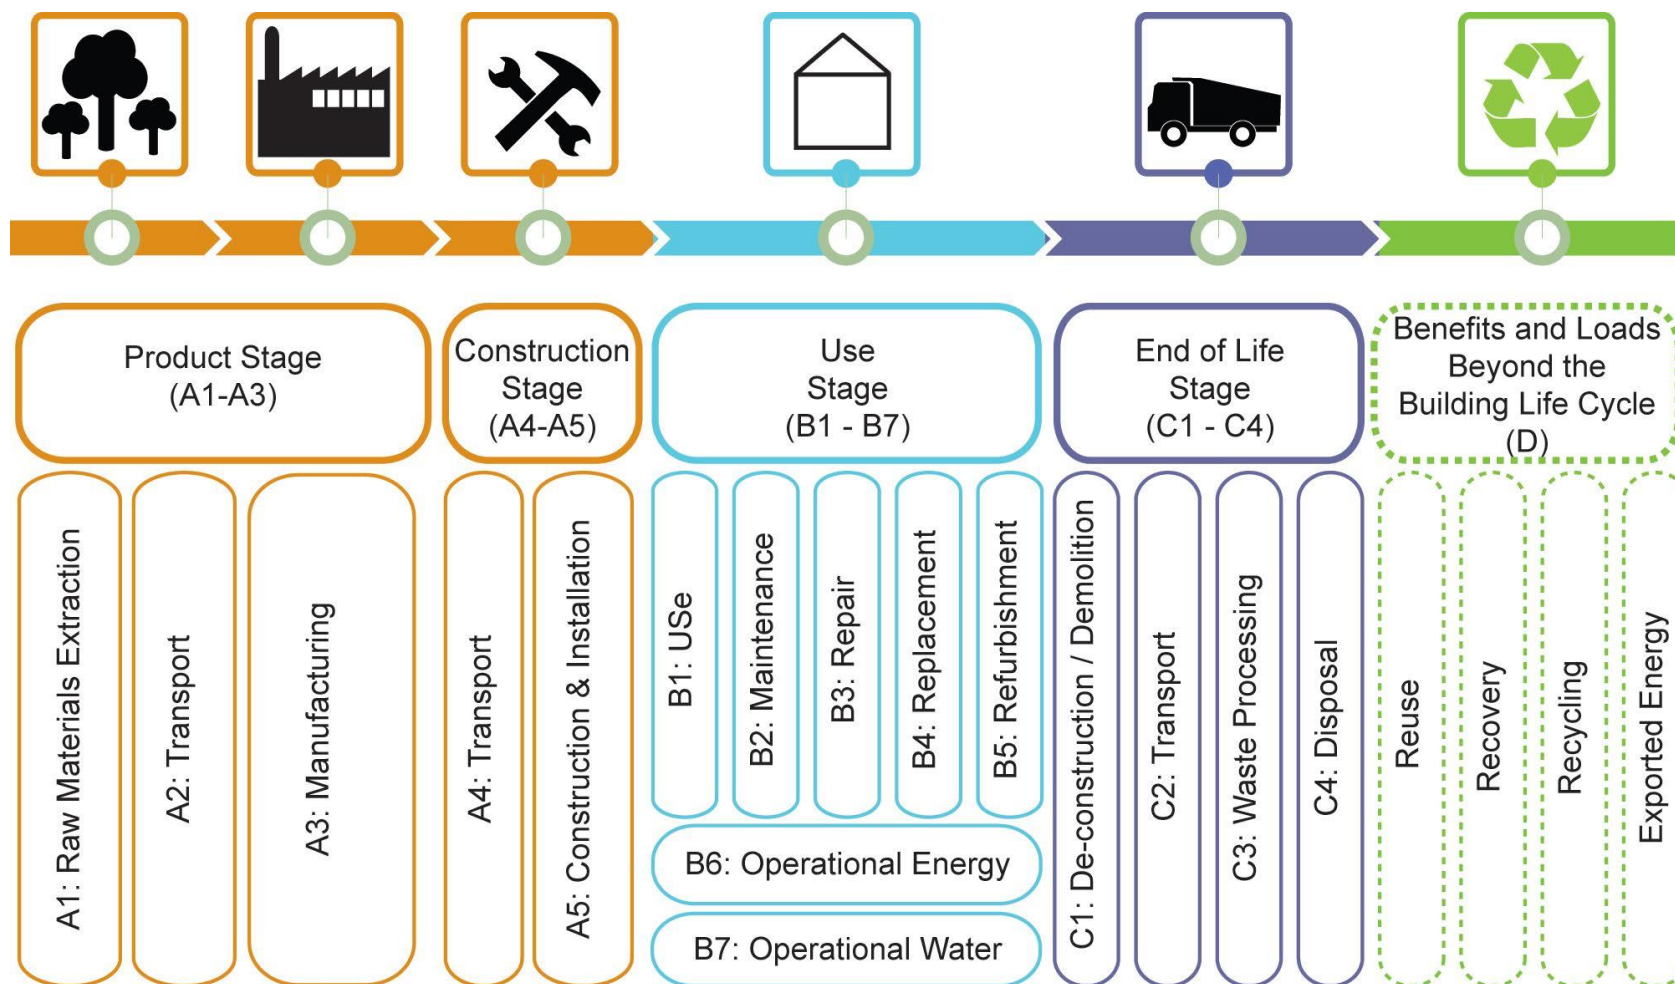 Product Stage
(A1-A3)
Construction
Stage
(A4-A5)
Use
Stage
(B1 - B7)
End of Life
Stage
(C1 - C4)
Benefits and Loads
Beyond the
Building Life Cycle
(D)
A1: Raw Materials Extraction
A2: Transport
A3: Manufacturing
A4: Transport
A5: Construction & Installation
B1: USe
B2: Maintenance
B3: Repair
B4: Replacement
B5: Refurbishment
B6: Operational Energy
B7: Operational Water
C1: De-construction / Demolition
C2: Transport
C3: Waste Processing
C4: Disposal
Reuse
Recovery
Recycling
Exported Energy